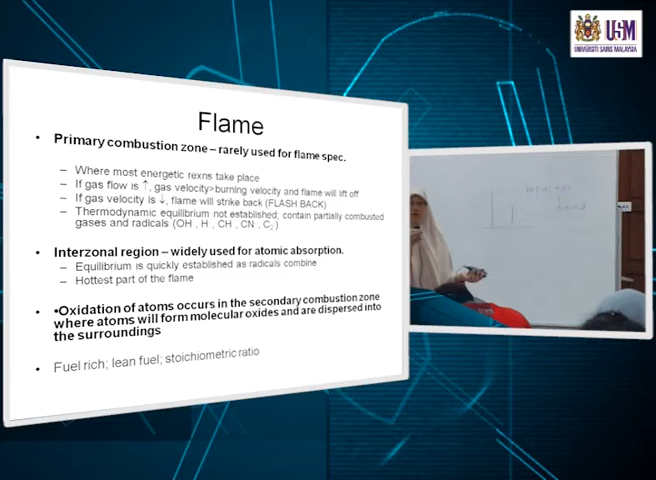 USM
UNIVERSITI SAINS MALAYSIA
Flame
• Primary combustion zone – rarely used for flame spec.
– Where most energetic rexns take place
– If gas flow is ↑, gas velocity>burning velocity and flame will lift off
– If gas velocity is ↓, flame will strike back (FLASH BACK)
– Thermodynamic equilibrium not established; contain partially combusted
gases and radicals (OH , H , CH , CN , C₂ )
• Interzonal region – widely used for atomic absorption.
– Equilibrium is quickly established as radicals combine
– Hottest part of the flame
• •Oxidation of atoms occurs in the secondary combustion zone
where atoms will form molecular oxides and are dispersed into
the surroundings
• Fuel rich; lean fuel; stoichiometric ratio